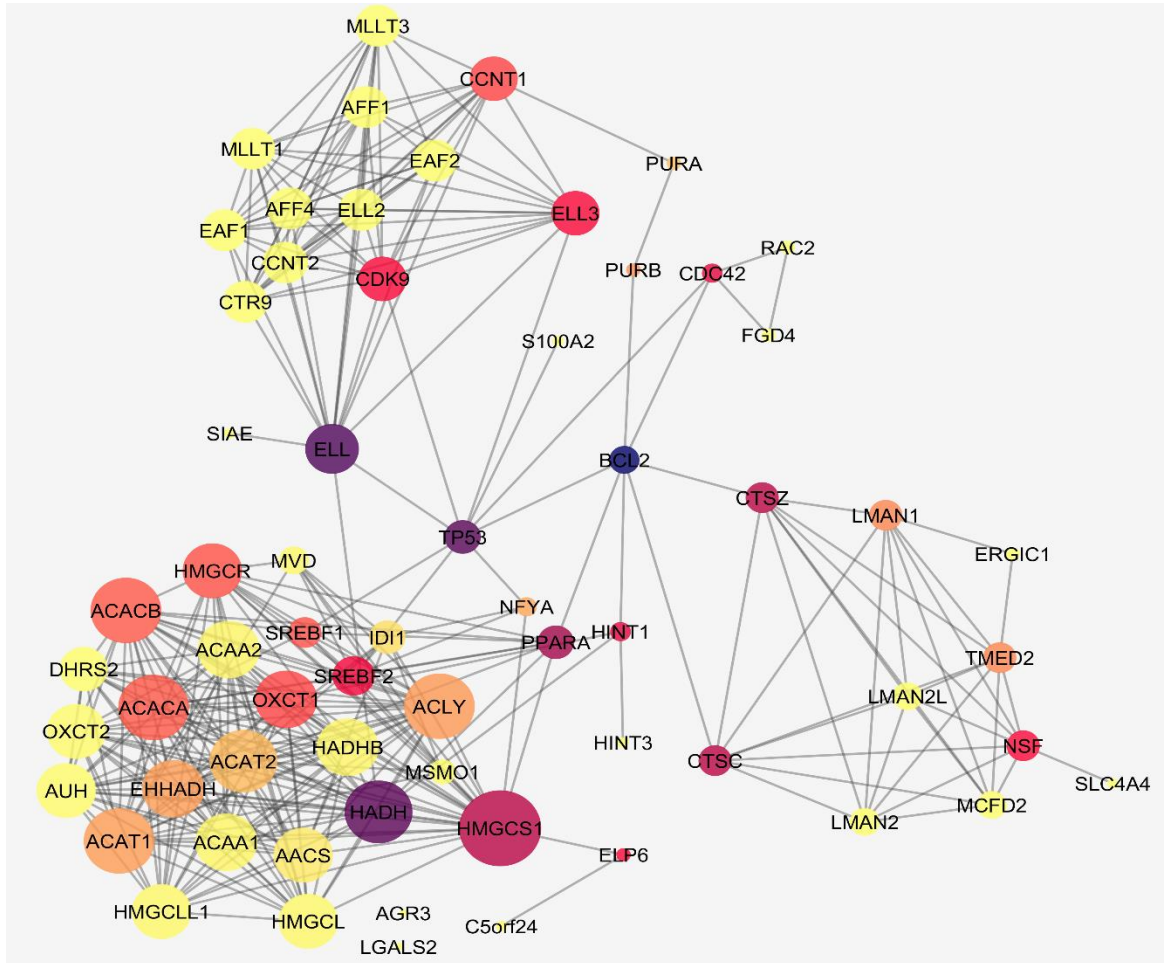 MLLT3
CCNT1
AFF1
MLLT1
EAF2
PURA
AFF4
ELL2
ELL3
EAF1
CCNT2
RAC2
PURB
CDC42
CDK9
CTR9
FGD4
S100A2
SIAE
ELL
BCL2
CTSZ
LMAN1
TP53
ERGIC1
MVD
HMGCR
ACACB
NFYA
SREBF1
IDI1
HINT1
PPARA
ACAA2
TMED2
DHRS2
SREBF2
LMAN2L
OXCT1
ACLY
ACACA
OXCT2
HADHB
HINT3
NSF
CTSC
ACAT2
MSMO1
SLC4A4
AUH
EHHADH
MCFD2
HADH
LMAN2
HMGCS1
ACAT1
ACAA1
AACS
ELP6
AGR3
HMGCLL1
HMGCL
C5orf24
LGALS2